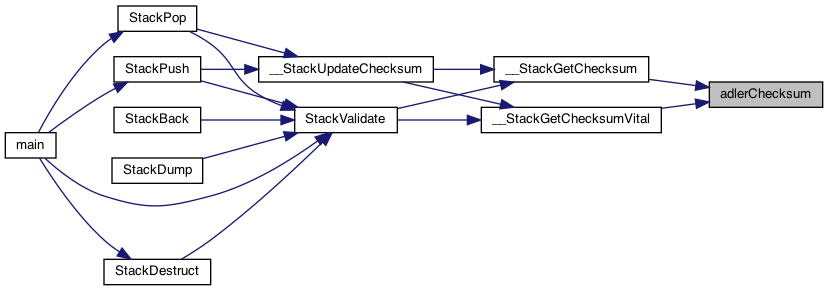 StackPop
StackPush
__StackUpdateChecksum
__StackGetChecksum
adlerChecksum
StackBack
StackValidate
__StackGetChecksumVital
main
StackDump
StackDestruct